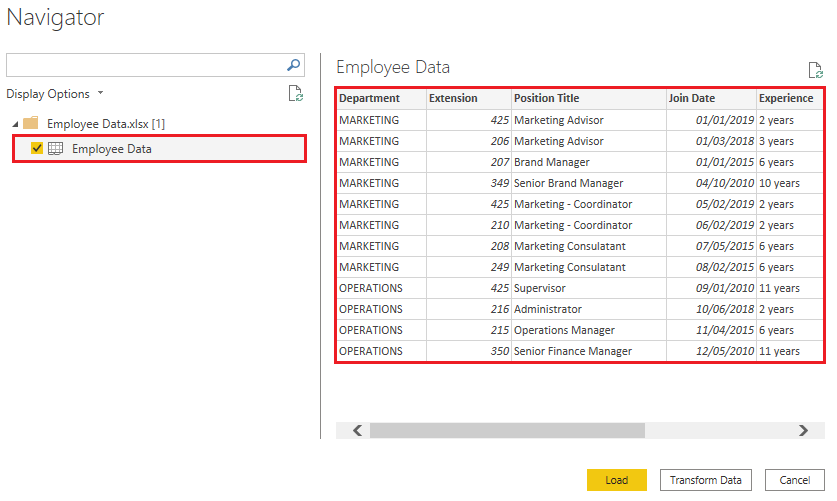 Navigator
Display Options
Employee Data.xlsx [1]
Employee Data
Employee Data
Department Extension Position Title Join Date Experience
MARKETING 425 Marketing Advisor 01/01/2019 2 years
MARKETING 206 Marketing Advisor 01/03/2018 3 years
MARKETING 207 Brand Manager 01/01/2015 6 years
MARKETING 349 Senior Brand Manager 04/10/2010 10 years
MARKETING 425 Marketing - Coordinator 05/02/2019 2 years
MARKETING 210 Marketing - Coordinator 06/02/2019 2 years
MARKETING 208 Marketing Consulatant 07/05/2015 6 years
MARKETING 249 Marketing Consulatant 08/02/2015 6 years
OPERATIONS 425 Supervisor 09/01/2010 11 years
OPERATIONS 216 Administrator 10/06/2018 2 years
OPERATIONS 215 Operations Manager 11/04/2015 6 years
OPERATIONS 350 Senior Finance Manager 12/05/2010 11 years
Load Transform Data Cancel